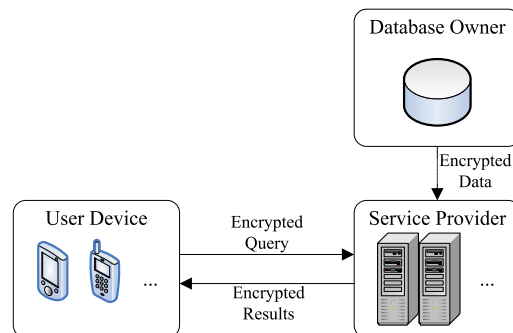 Database Owner
Encrypted
Data
User Device
...
Encrypted
Query
Encrypted
Results
Service Provider
...